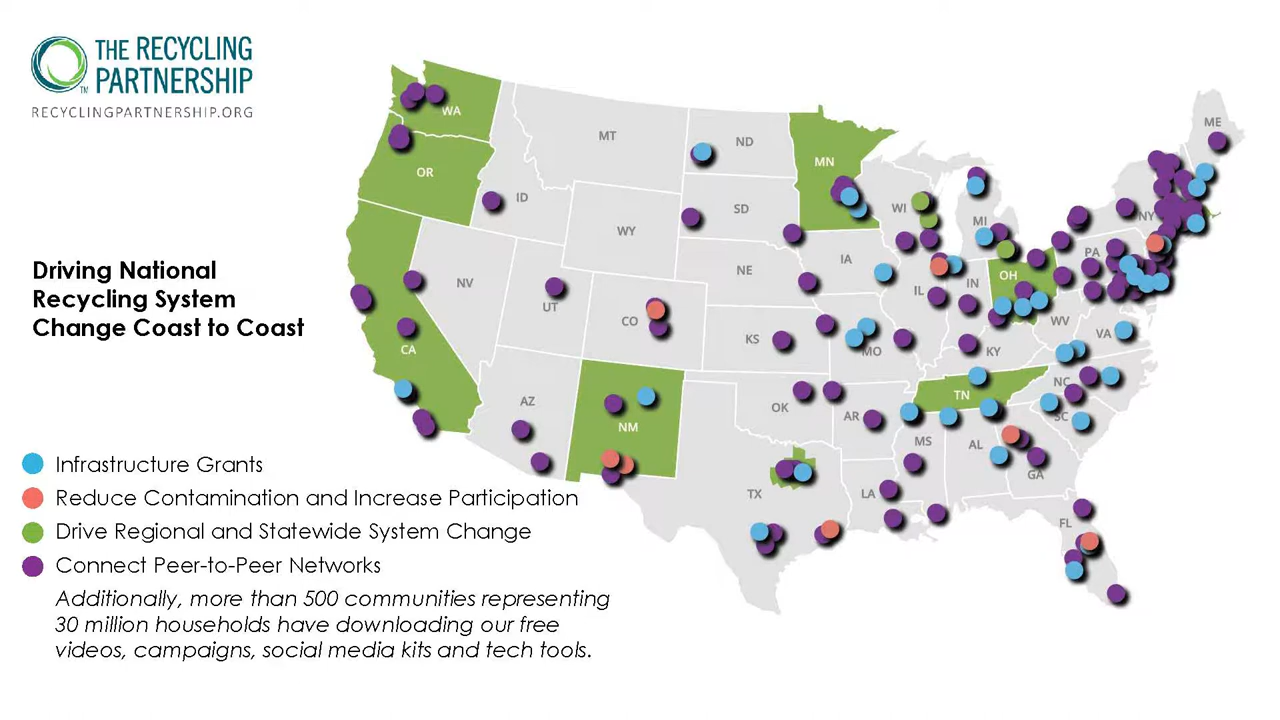 THE RECYCLING
PARTNERSHIP
TM
RECYCLINGPARTNERSHIP.ORG
Driving National
Recycling System
Change Coast to Coast
Infrastructure Grants
Reduce Contamination and Increase Participation
Drive Regional and Statewide System Change
Connect Peer-to-Peer Networks
Additionally, more than 500 communities representing
30 million households have downloading our free
videos, campaigns, social media kits and tech tools.
WA
OR
ID
MT
ND
MN
WY
SD
WI
MI
ME
NY
NV
UT
CO
NE
IA
IL
IN
OH
PA
CA
KS
MO
KY
WV
VA
AZ
NM
OK
AR
TN
NC
SC
MS
AL
GA
TX
LA
FL